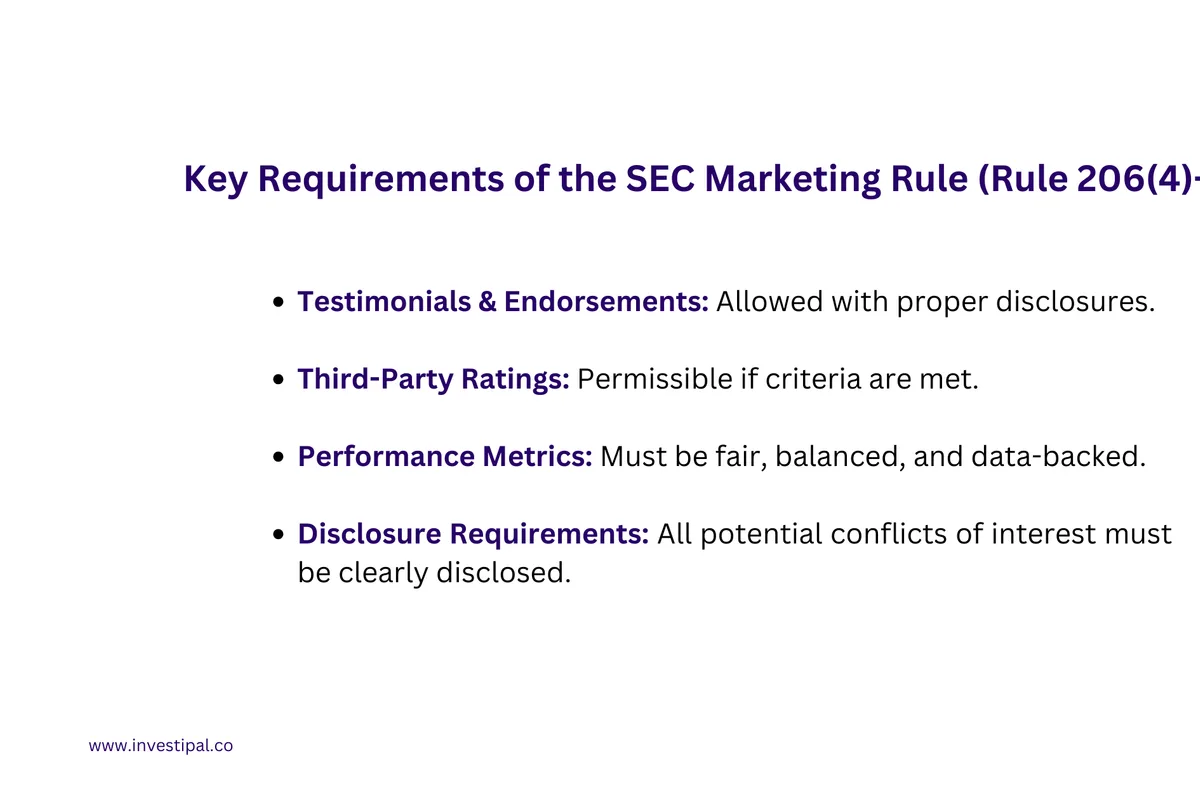 Key Requirements of the SEC Marketing Rule (Rule 206(4)-
• Testimonials & Endorsements: Allowed with proper disclosures.
• Third-Party Ratings: Permissible if criteria are met.
• Performance Metrics: Must be fair, balanced, and data-backed.
• Disclosure Requirements: All potential conflicts of interest must
be clearly disclosed.
www.investipal.co